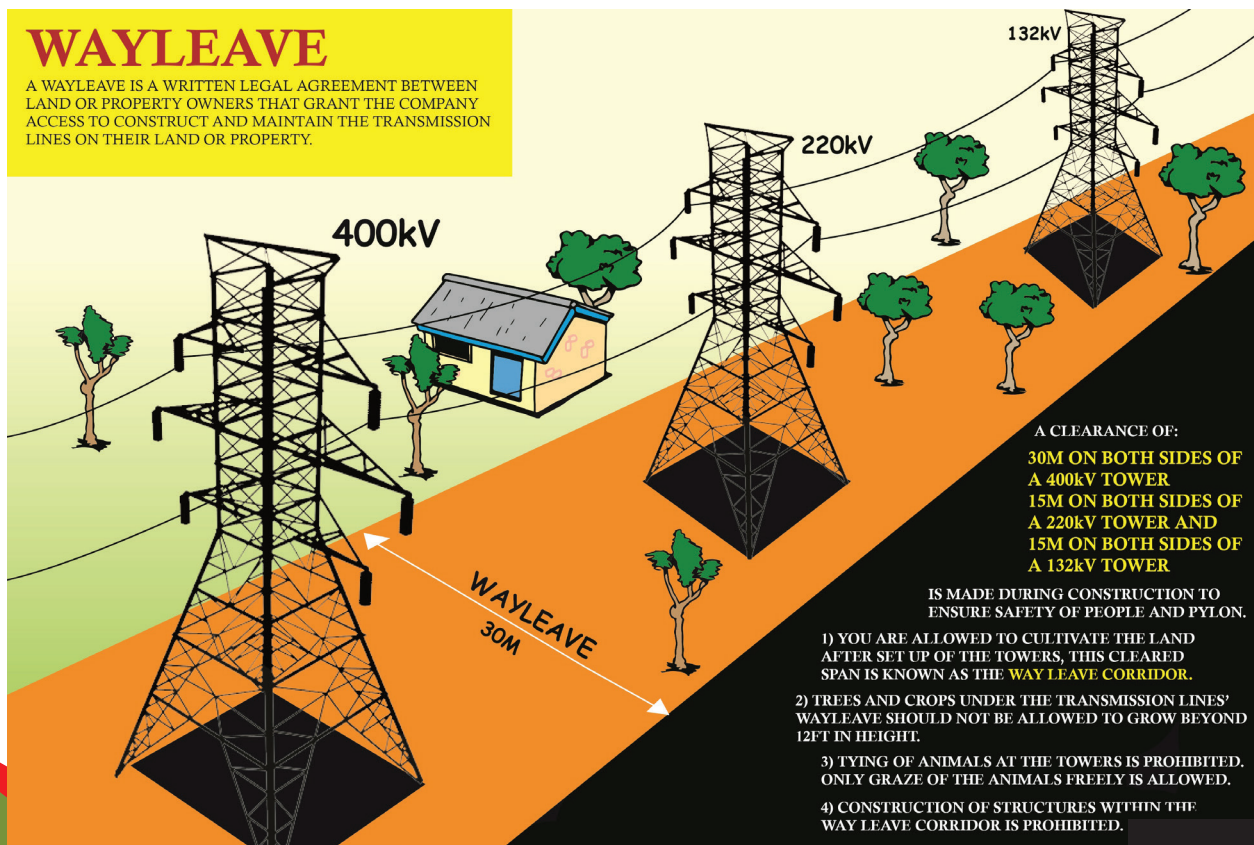 WAYLEAVE
A WAYLEAVE IS A WRITTEN LEGAL AGREEMENT BETWEEN
LAND OR PROPERTY OWNERS THAT GRANT THE COMPANY
ACCESS TO CONSTRUCT AND MAINTAIN THE TRANSMISSION
LINES ON THEIR LAND OR PROPERTY.
132kV
220kV
400kV
WAYLEAVE
30M
A CLEARANCE OF:
30M ON BOTH SIDES OF
A 400kV TOWER
15M ON BOTH SIDES OF
A 220kV TOWER AND
15M ON BOTH SIDES OF
A 132kV TOWER
IS MADE DURING CONSTRUCTION TO
ENSURE SAFETY OF PEOPLE AND PYLON.
1) YOU ARE ALLOWED TO CULTIVATE THE LAND
AFTER SET UP OF THE TOWERS, THIS CLEARED
SPAN IS KNOWN AS THE WAY LEAVE CORRIDOR.
2) TREES AND CROPS UNDER THE TRANSMISSION LINES'
WAYLEAVE SHOULD NOT BE ALLOWED TO GROW BEYOND
12FT IN HEIGHT.
3) TYING OF ANIMALS AT THE TOWERS IS PROHIBITED.
ONLY GRAZE OF THE ANIMALS FREELY IS ALLOWED.
4) CONSTRUCTION OF STRUCTURES WITHIN THE
WAY LEAVE CORRIDOR IS PROHIBITED.